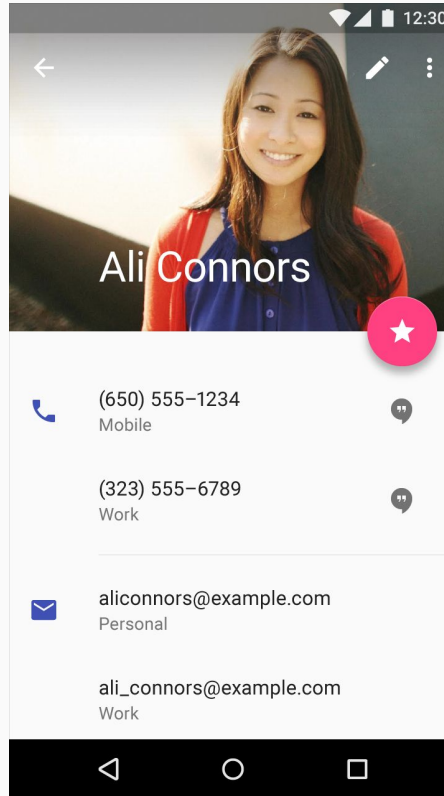 12:30
Ali Connors
(650) 555–1234
Mobile
(323) 555–6789
Work
aliconnors@example.com
Personal
ali_connors@example.com
Work